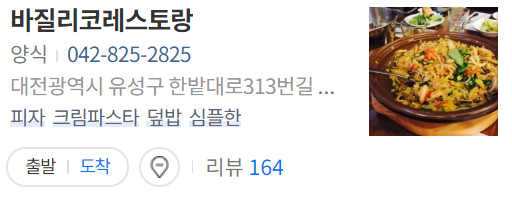 바질리코레스토랑
양식 042-825-2825
대전광역시 유성구 한밭대로313번길 ...
피자 크림파스타 덮밥 심플한
출발 도착 리뷰 164